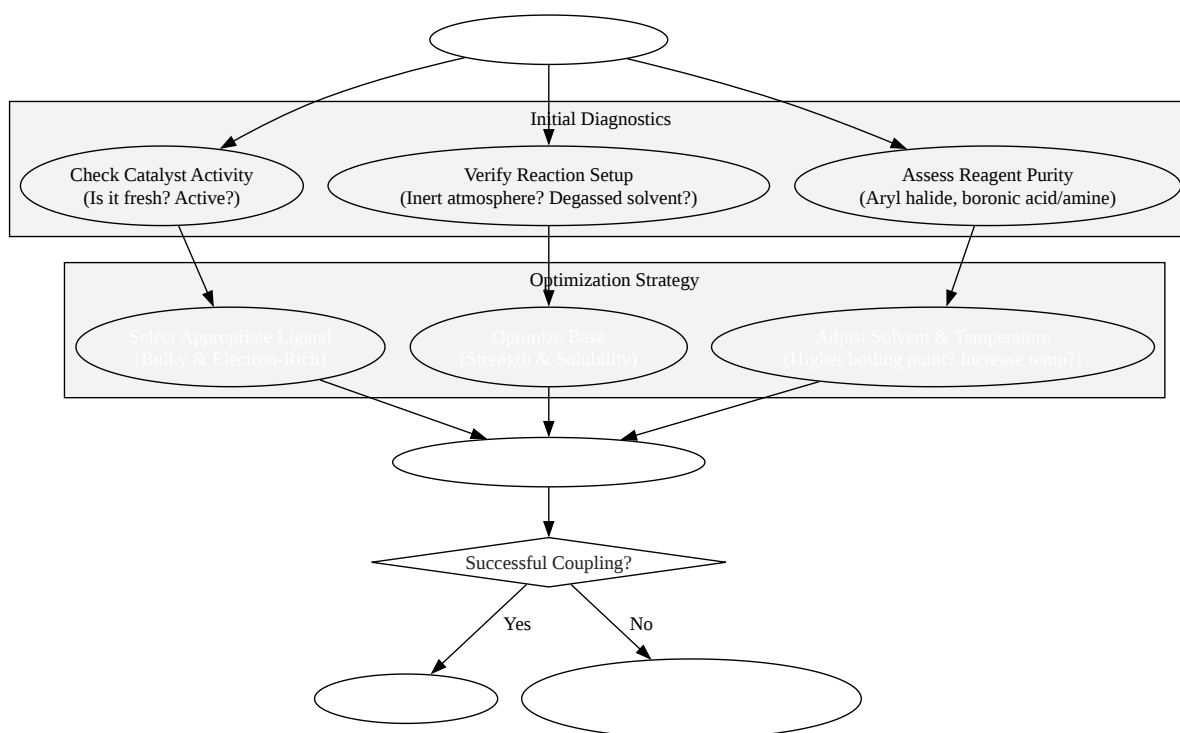 Initial Diagnostics
Check Catalyst Activity
(Is it fresh? Active?)
Verify Reaction Setup
(Inert atmosphere? Degassed solvent?)
Assess Reagent Purity
(Aryl halide, boronic acid/amine)
Optimization Strategy
Select Appropriate Ligand
(Bulky & Electron-Rich)
Optimize Base
(Strength & Solubility)
Adjust Solvent & Temperature
(Higher boiling point? Increase temp?)
Successful Coupling?
Yes
No